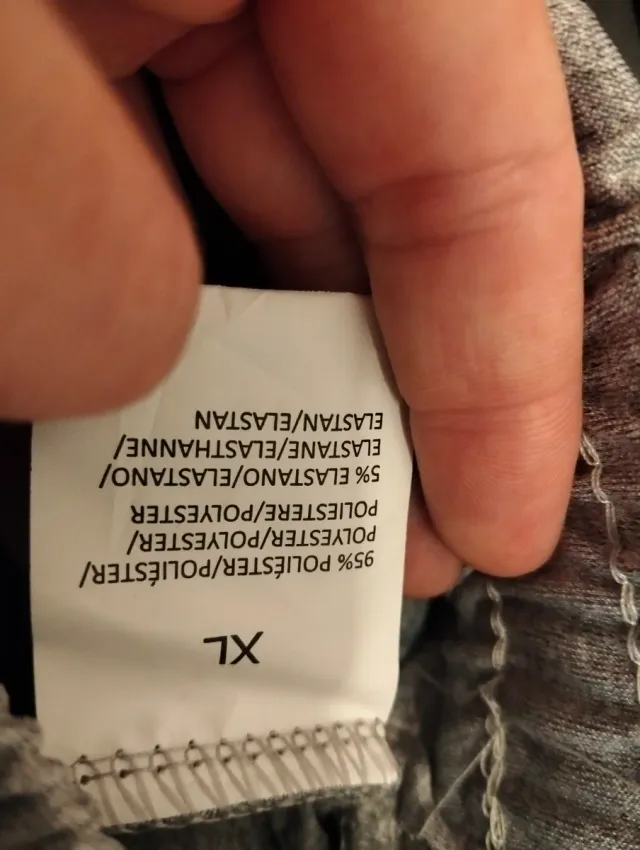 XL
95% POLIÉSTER/POLIÉSTER/
POLYESTER/POLYESTER/
POLIESTERE/POLYESTER
5% ELASTANO/ELASTANO/
ELASTANE/ELASTHANNE/
ELASTAN/ELASTAN